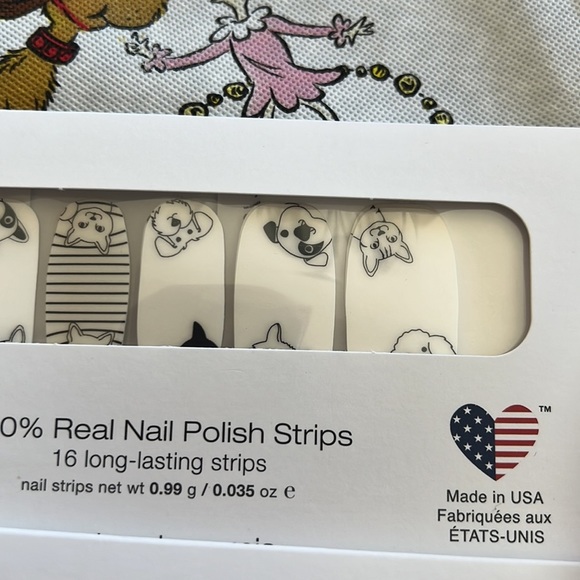 0% Real Nail Polish Strips
16 long-lasting strips
nail strips net wt 0.99 g / 0.035 oz e
TM
Made in USA
Fabriquées aux
ÉTATS-UNIS